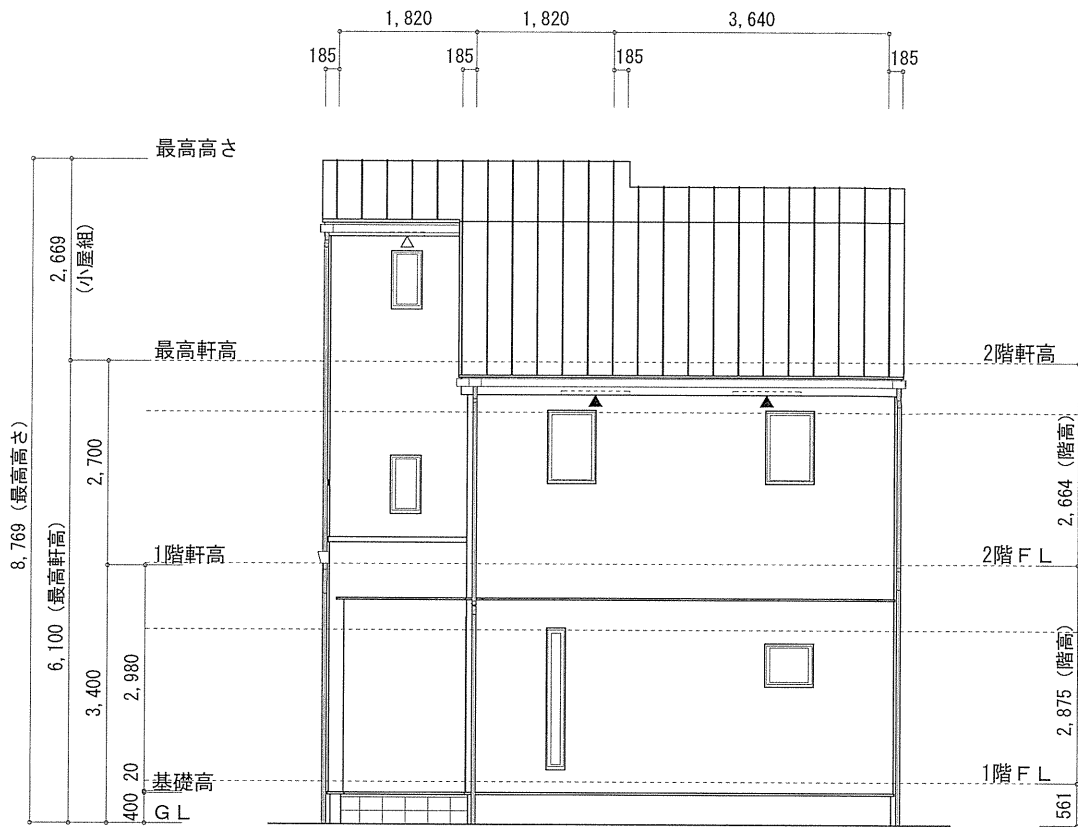 1,820 1,820 3,640
185 185 185 185
最高高さ
2,669
(小屋組)
最高軒高
2階軒高
8,769 (最高高さ)
2,700
6,100 (最高軒高)
2,664 (階高)
1階軒高
2階FL
3,400
2,980
2,875 (階高)
20
基礎高
1階FL
400
GL
561